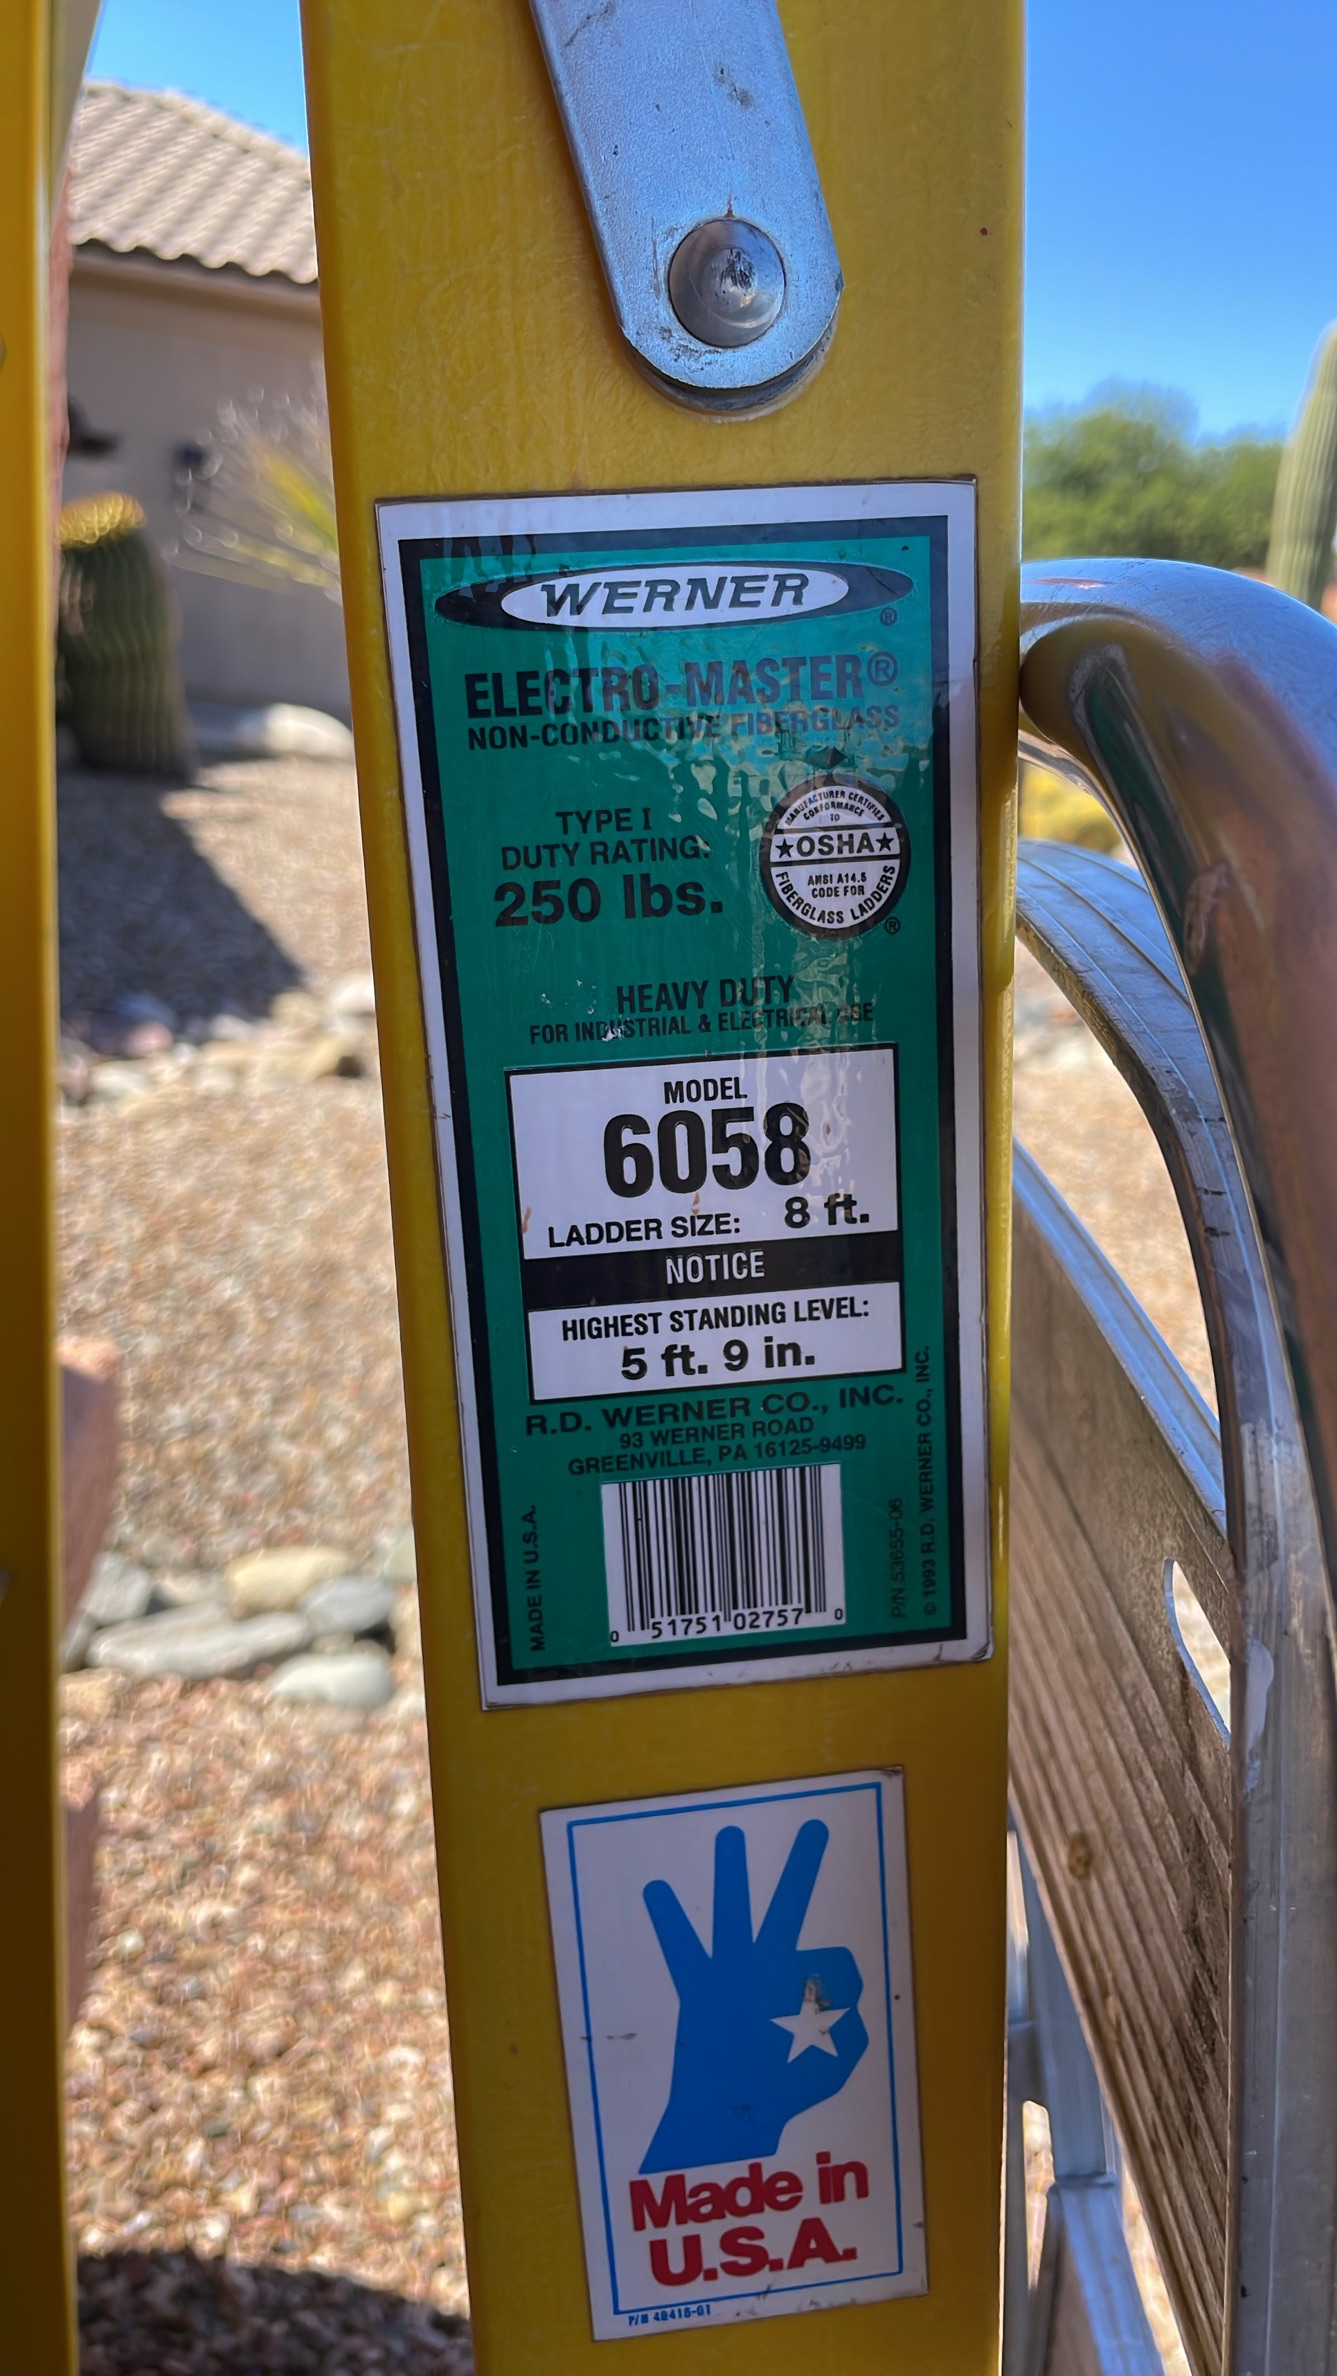 WERNER
®
ELECTRO-MASTER®
NON-CONDUCTIVE FIBERGLASS
TYPE I
DUTY RATING:
250 lbs.
MANUFACTURER CERTIFIES
CONFORMANCE
TO
★OSHA★
ANSI A14.5
CODE FOR
FIBERGLASS LADDERS
®
HEAVY DUTY
FOR INDUSTRIAL & ELECTRICAL USE
MODEL
6058
LADDER SIZE: 8 ft.
NOTICE
HIGHEST STANDING LEVEL:
5 ft. 9 in.
R.D. WERNER CO., INC.
93 WERNER ROAD
GREENVILLE, PA 16125-9499
MADE IN U.S.A.
0 51751 02757 0
P/N 53655-06
© 1993 R.D. WERNER CO., INC.
Made in
U.S.A.
P/N 40416-01